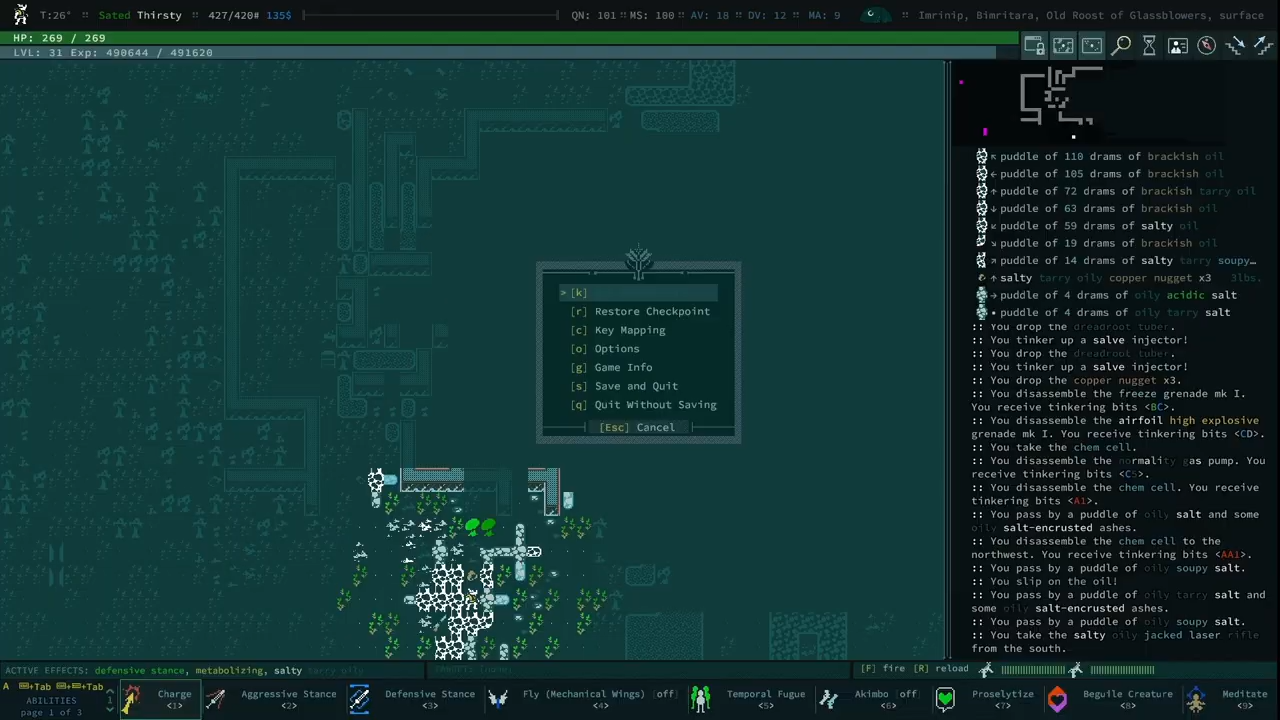 T:26° Sated Thirsty 427/420# 135$ QN: 101 MS: 100 AV: 18 DV: 12 MA: 9 Imrinip, Bimritara, Old Roost of Glassblowers, surface
HP: 269 / 269
LVL: 31 Exp: 490644 / 491620
puddle of 110 drams of brackish oil
puddle of 105 drams of brackish oil
puddle of 72 drams of brackish tarry oil
puddle of 63 drams of brackish oil
puddle of 59 drams of salty oil
puddle of 19 drams of brackish oil
puddle of 14 drams of salty tarry soupy…
salty tarry oily copper nugget x3 3lbs.
puddle of 4 drams of oily acidic salt
puddle of 4 drams of oily tarry salt
:: You drop the dreadroot tuber.
:: You tinker up a salve injector!
:: You drop the dreadroot tuber.
:: You tinker up a salve injector!
:: You drop the copper nugget x3.
:: You disassemble the freeze grenade mk I.
You receive tinkering bits <BC>.
:: You disassemble the airfoil high explosive
grenade mk I. You receive tinkering bits <CD>.
:: You take the chem cell.
:: You disassemble the normality gas pump. You
receive tinkering bits <C5>.
:: You disassemble the chem cell. You receive
tinkering bits <A1>.
:: You pass by a puddle of oily salt and some
oily salt-encrusted ashes.
:: You disassemble the chem cell to the
northwest. You receive tinkering bits <AA1>.
:: You pass by a puddle of oily soupy salt.
:: You slip on the oil!
:: You pass by a puddle of oily tarry salt and
some oily salt-encrusted ashes.
:: You pass by a puddle of oily soupy salt.
:: You take the salty oily jacked laser rifle
from the south.
> [k]
[r] Restore Checkpoint
[c] Key Mapping
[o] Options
[g] Game Info
[s] Save and Quit
[q] Quit Without Saving
[Esc] Cancel
ACTIVE EFFECTS: defensive stance, metabolizing, salty tarry oily
[F] fire [R] reload
ABILITIES
page 1 of 3
Charge <1>
Aggressive Stance <2>
Defensive Stance <3>
Fly (Mechanical Wings) [off] <4>
Temporal Fugue <5>
Akimbo [off] <6>
Proselytize <7>
Beguile Creature <8>
Meditate <9>